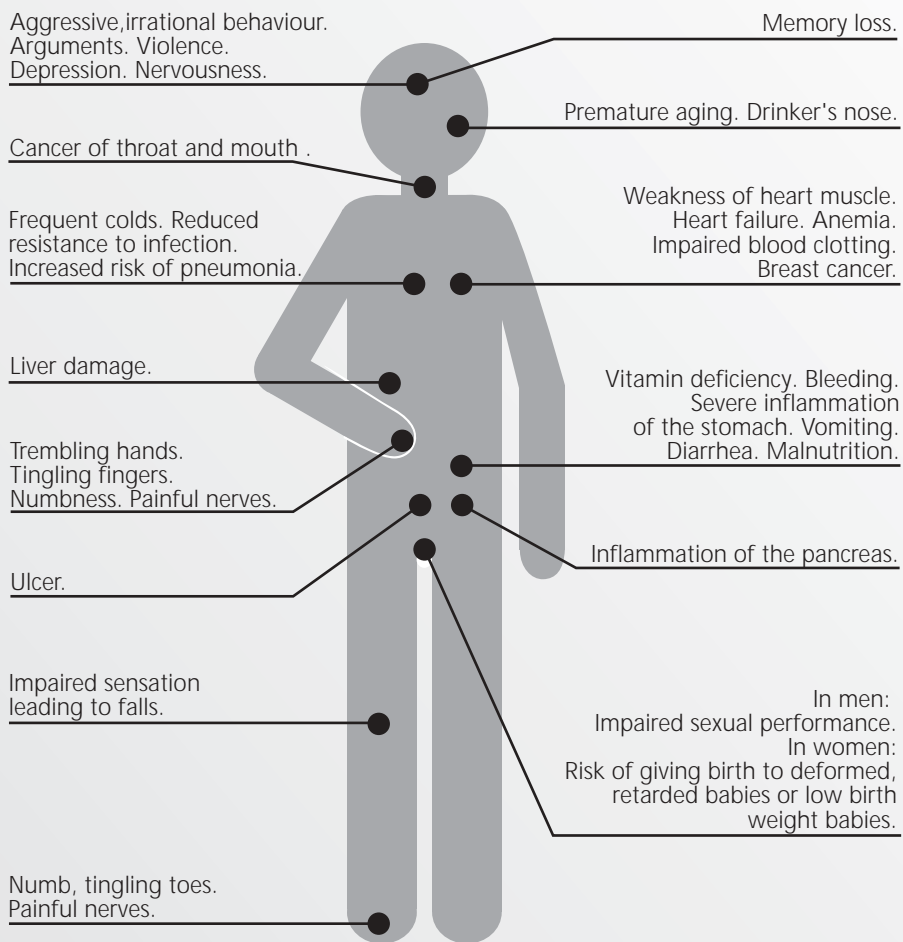 Aggressive,irrational behaviour.
Arguments. Violence.
Depression. Nervousness.
Memory loss.
Premature aging. Drinker's nose.
Cancer of throat and mouth .
Weakness of heart muscle.
Heart failure. Anemia.
Impaired blood clotting.
Breast cancer.
Frequent colds. Reduced
resistance to infection.
Increased risk of pneumonia.
Liver damage.
Vitamin deficiency. Bleeding.
Severe inflammation
of the stomach. Vomiting.
Diarrhea. Malnutrition.
Trembling hands.
Tingling fingers.
Numbness. Painful nerves.
Inflammation of the pancreas.
Ulcer.
Impaired sensation
leading to falls.
In men:
Impaired sexual performance.
In women:
Risk of giving birth to deformed,
retarded babies or low birth
weight babies.
Numb, tingling toes.
Painful nerves.